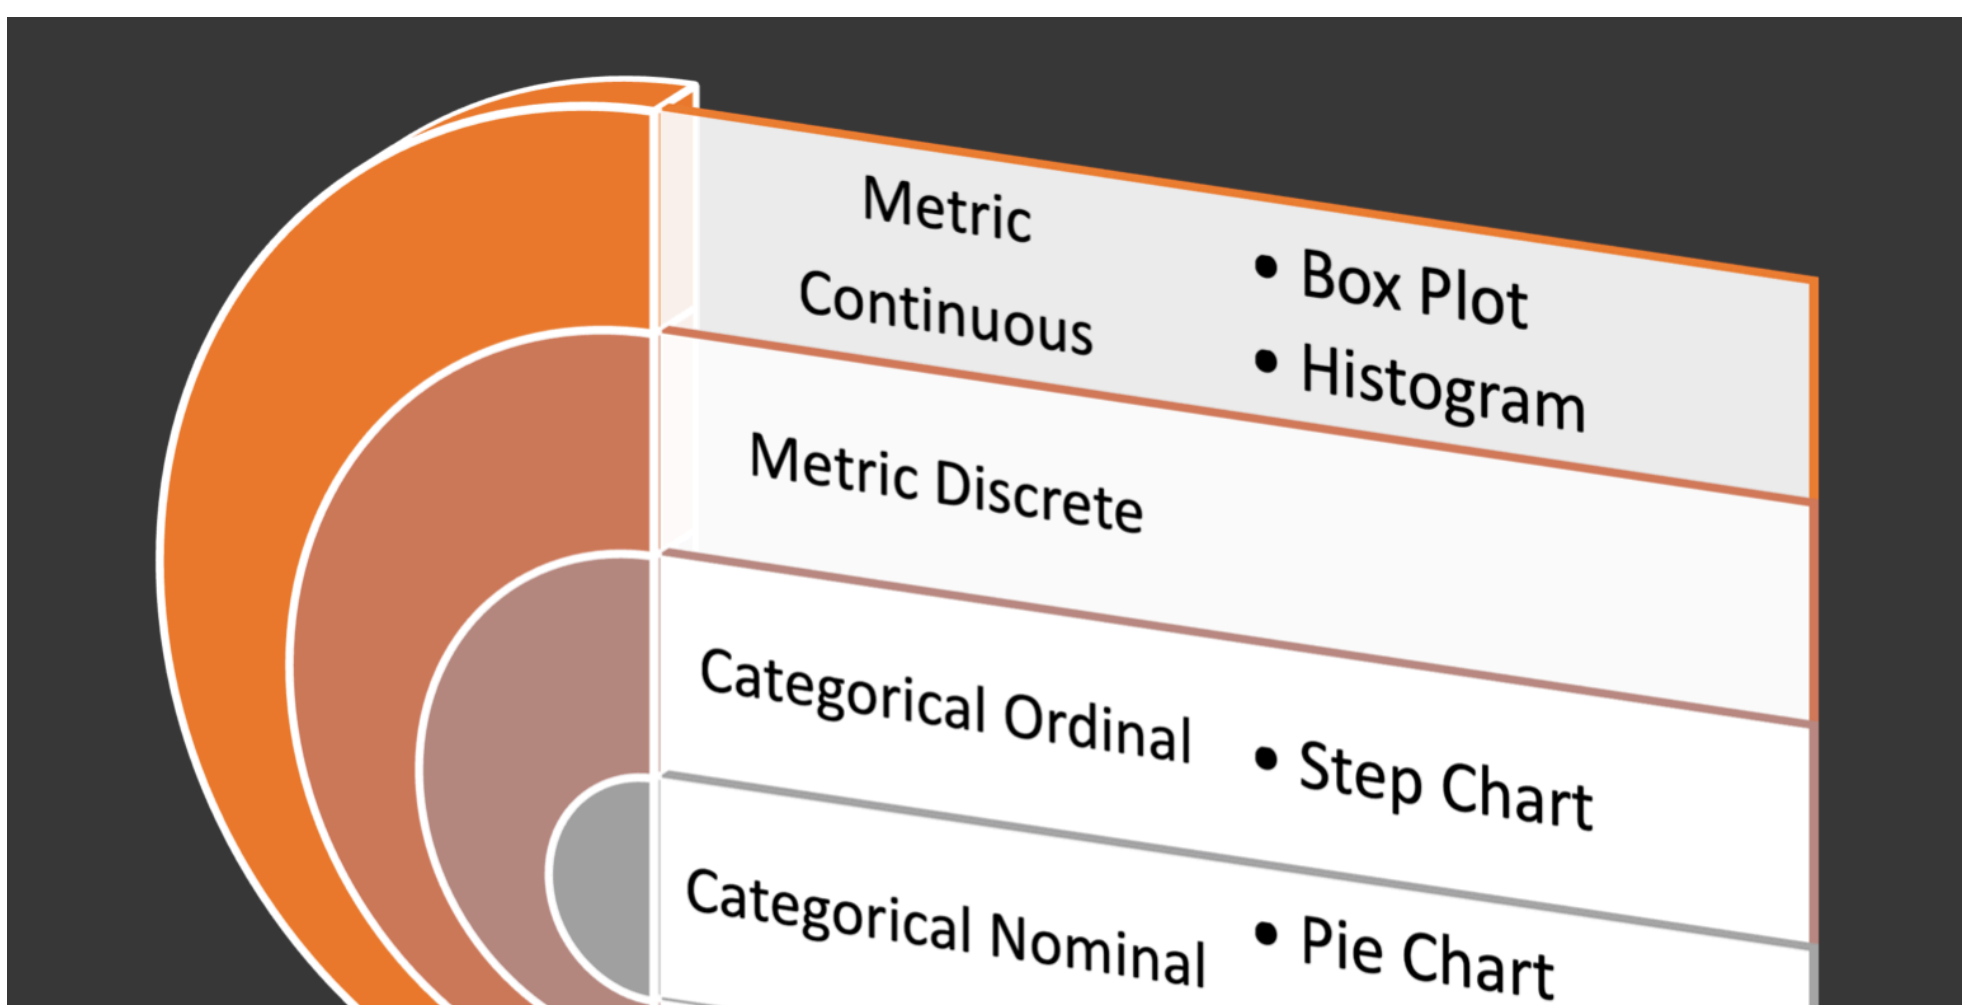 Metric
Continuous
• Box Plot
• Histogram
Metric Discrete
Categorical Ordinal
• Step Chart
Categorical Nominal
• Pie Chart